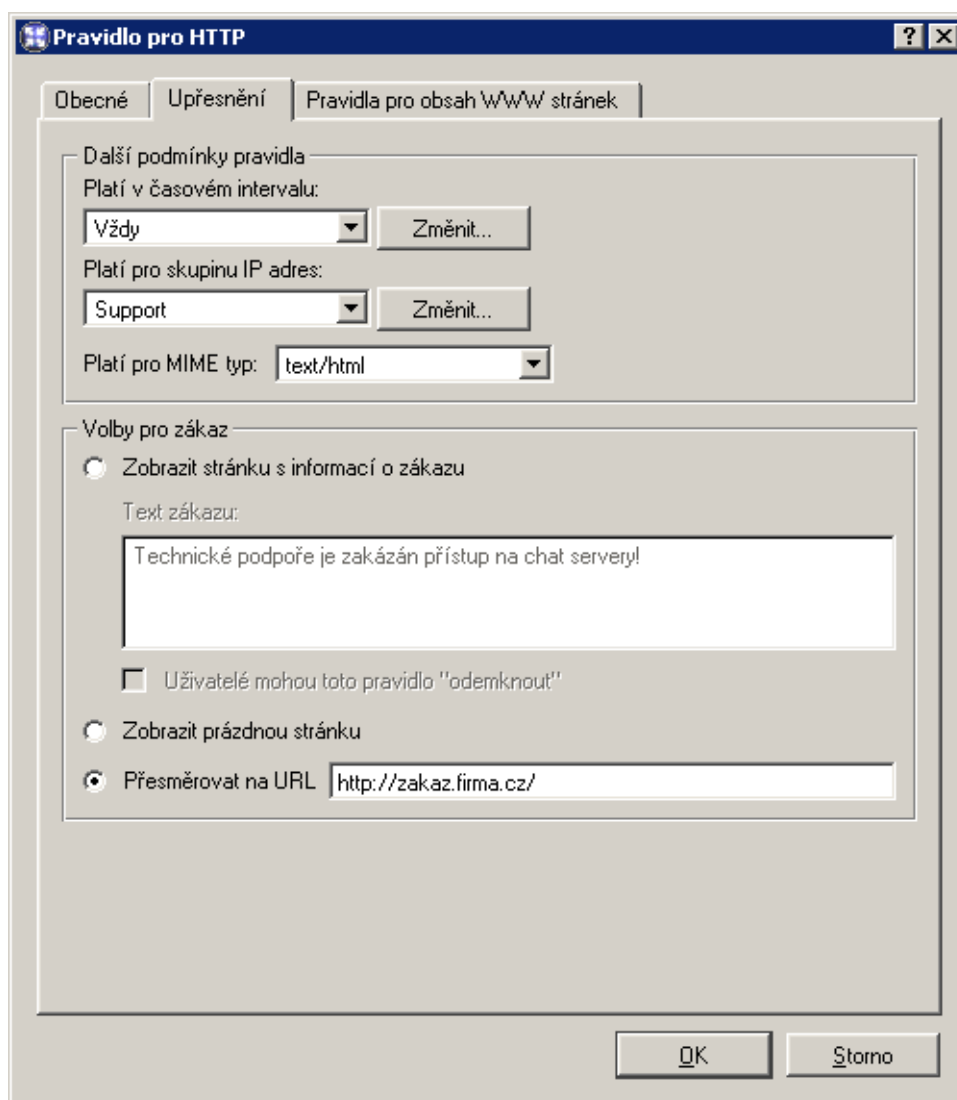 Pravidlo pro HTTP
Obecné Upřesnění Pravidla pro obsah WWW stránek
Další podmínky pravidla
Platí v časovém intervalu:
Vždy Změnit...
Platí pro skupinu IP adres:
Support Změnit...
Platí pro MIME typ: text/html
Volby pro zákaz
Zobrazit stránku s informací o zákazu
Text zákazu:
Technické podpoře je zakázán přístup na chat servery!
Uživatelé mohou toto pravidlo "odemknout"
Zobrazit prázdnou stránku
Přesměrovat na URL http://zakaz.firma.cz/
OK Storno